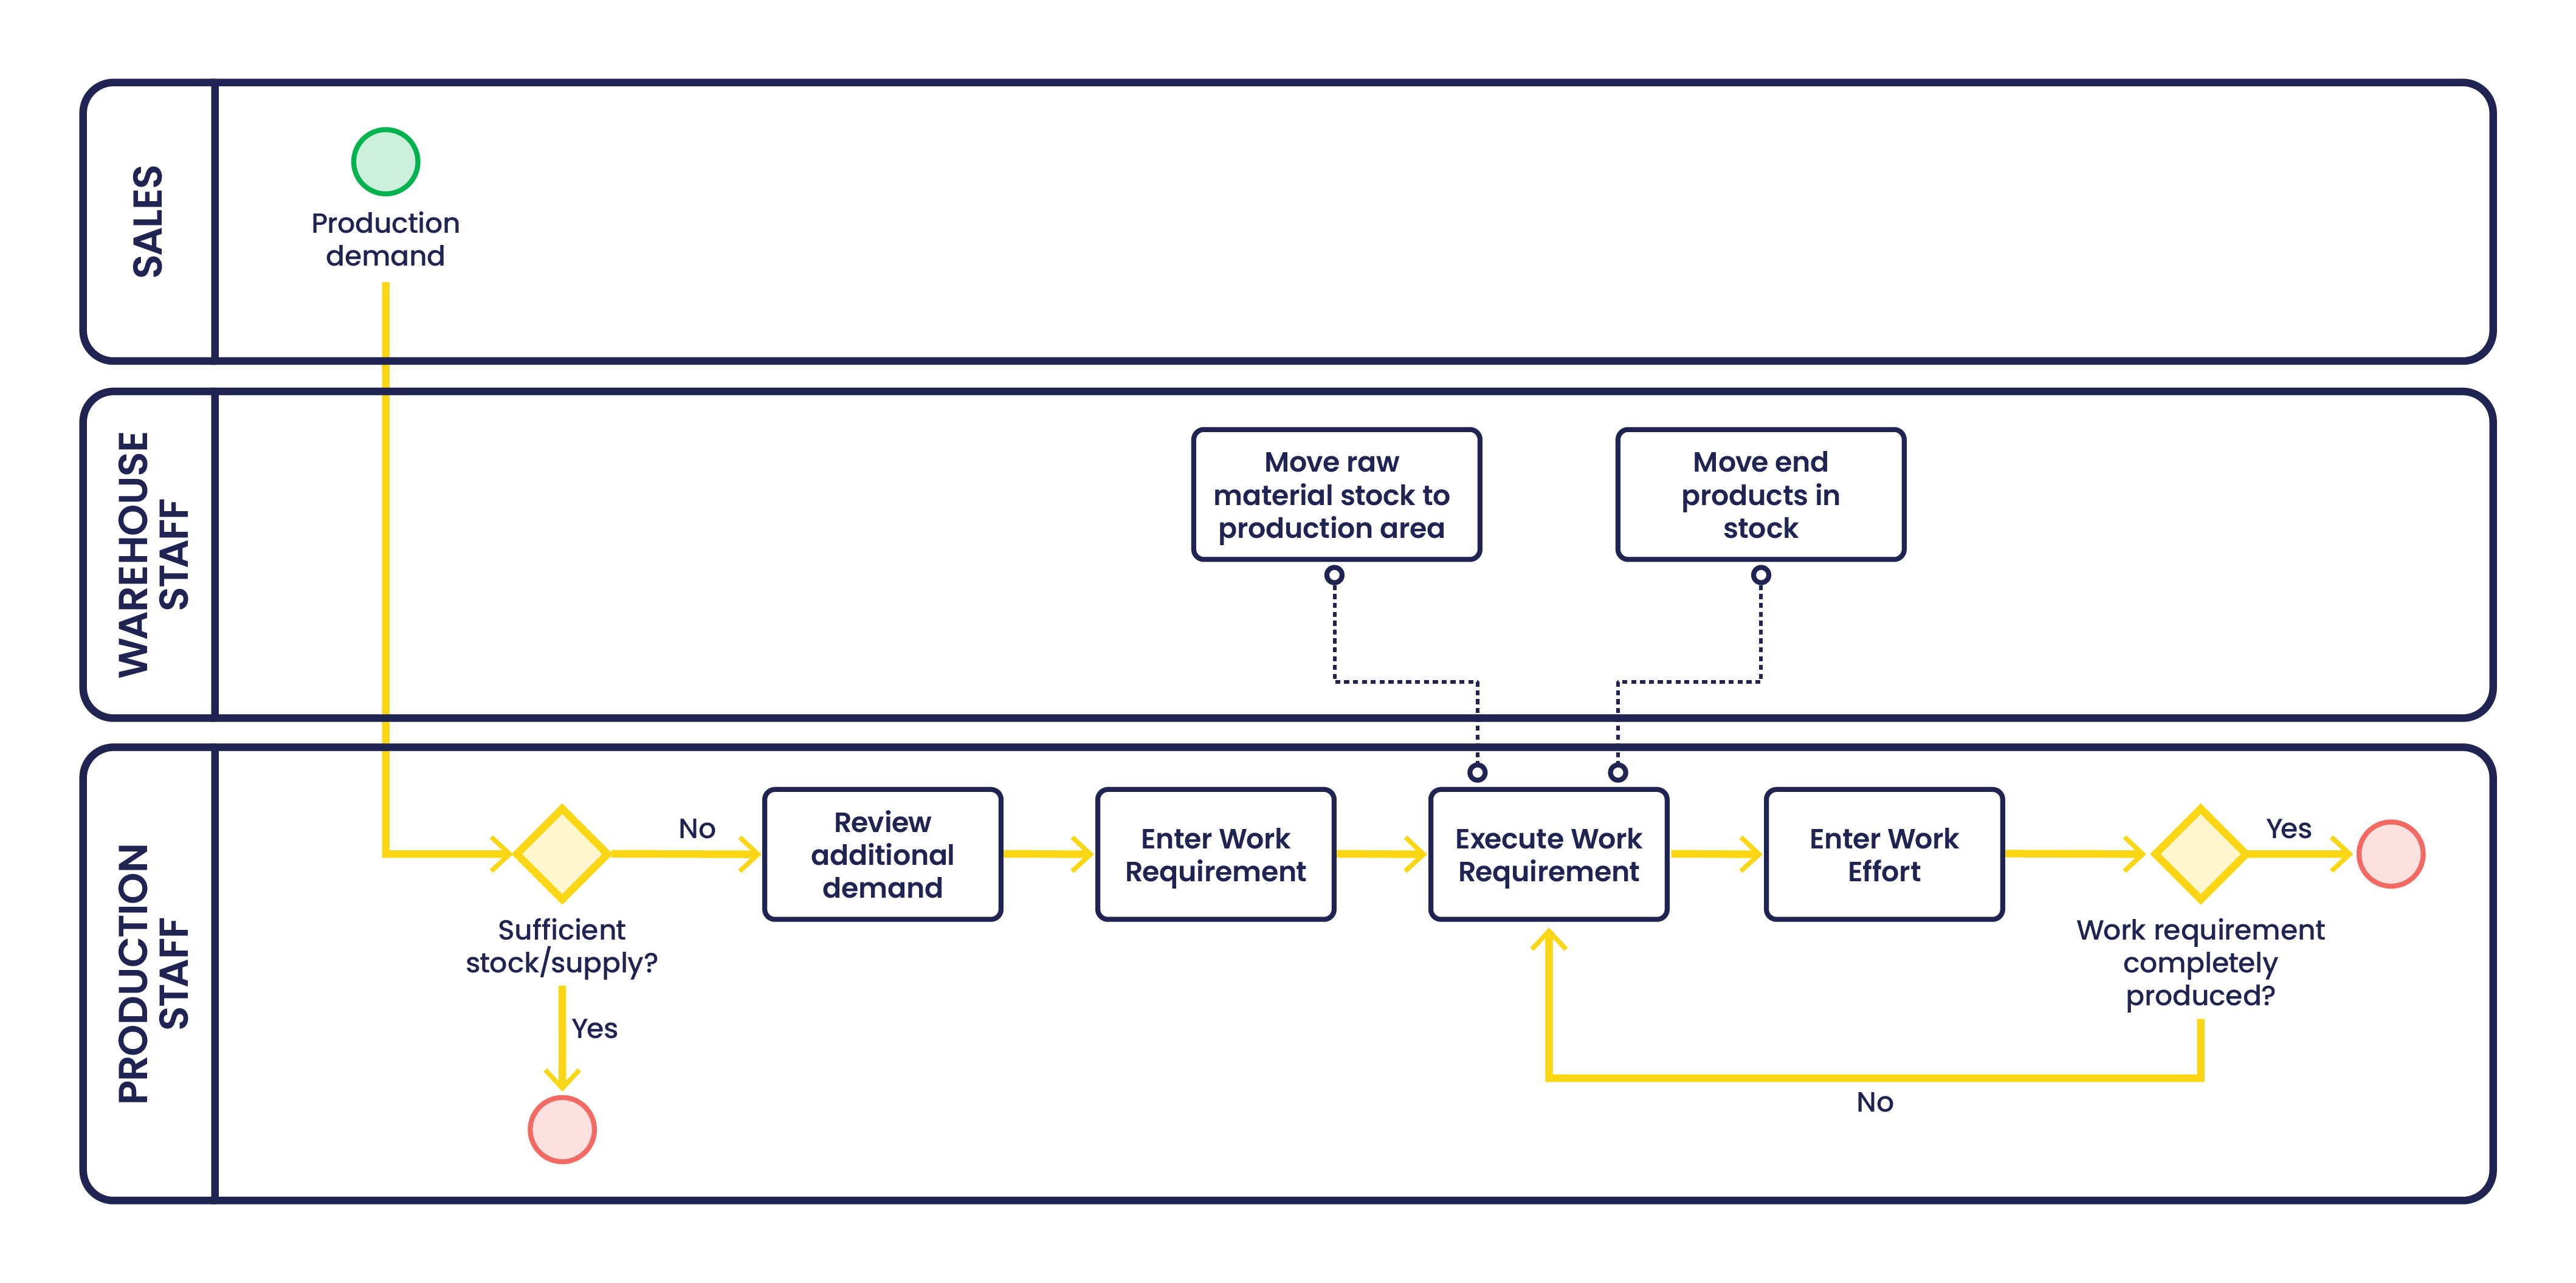 SALES
Production
demand
WAREHOUSE
STAFF
Move raw
material stock to
production area
Move end
products in
stock
PRODUCTION
STAFF
Sufficient
stock/supply?
No
Yes
Review
additional
demand
Enter Work
Requirement
Execute Work
Requirement
Enter Work
Effort
Work requirement
completely
produced?
Yes
No